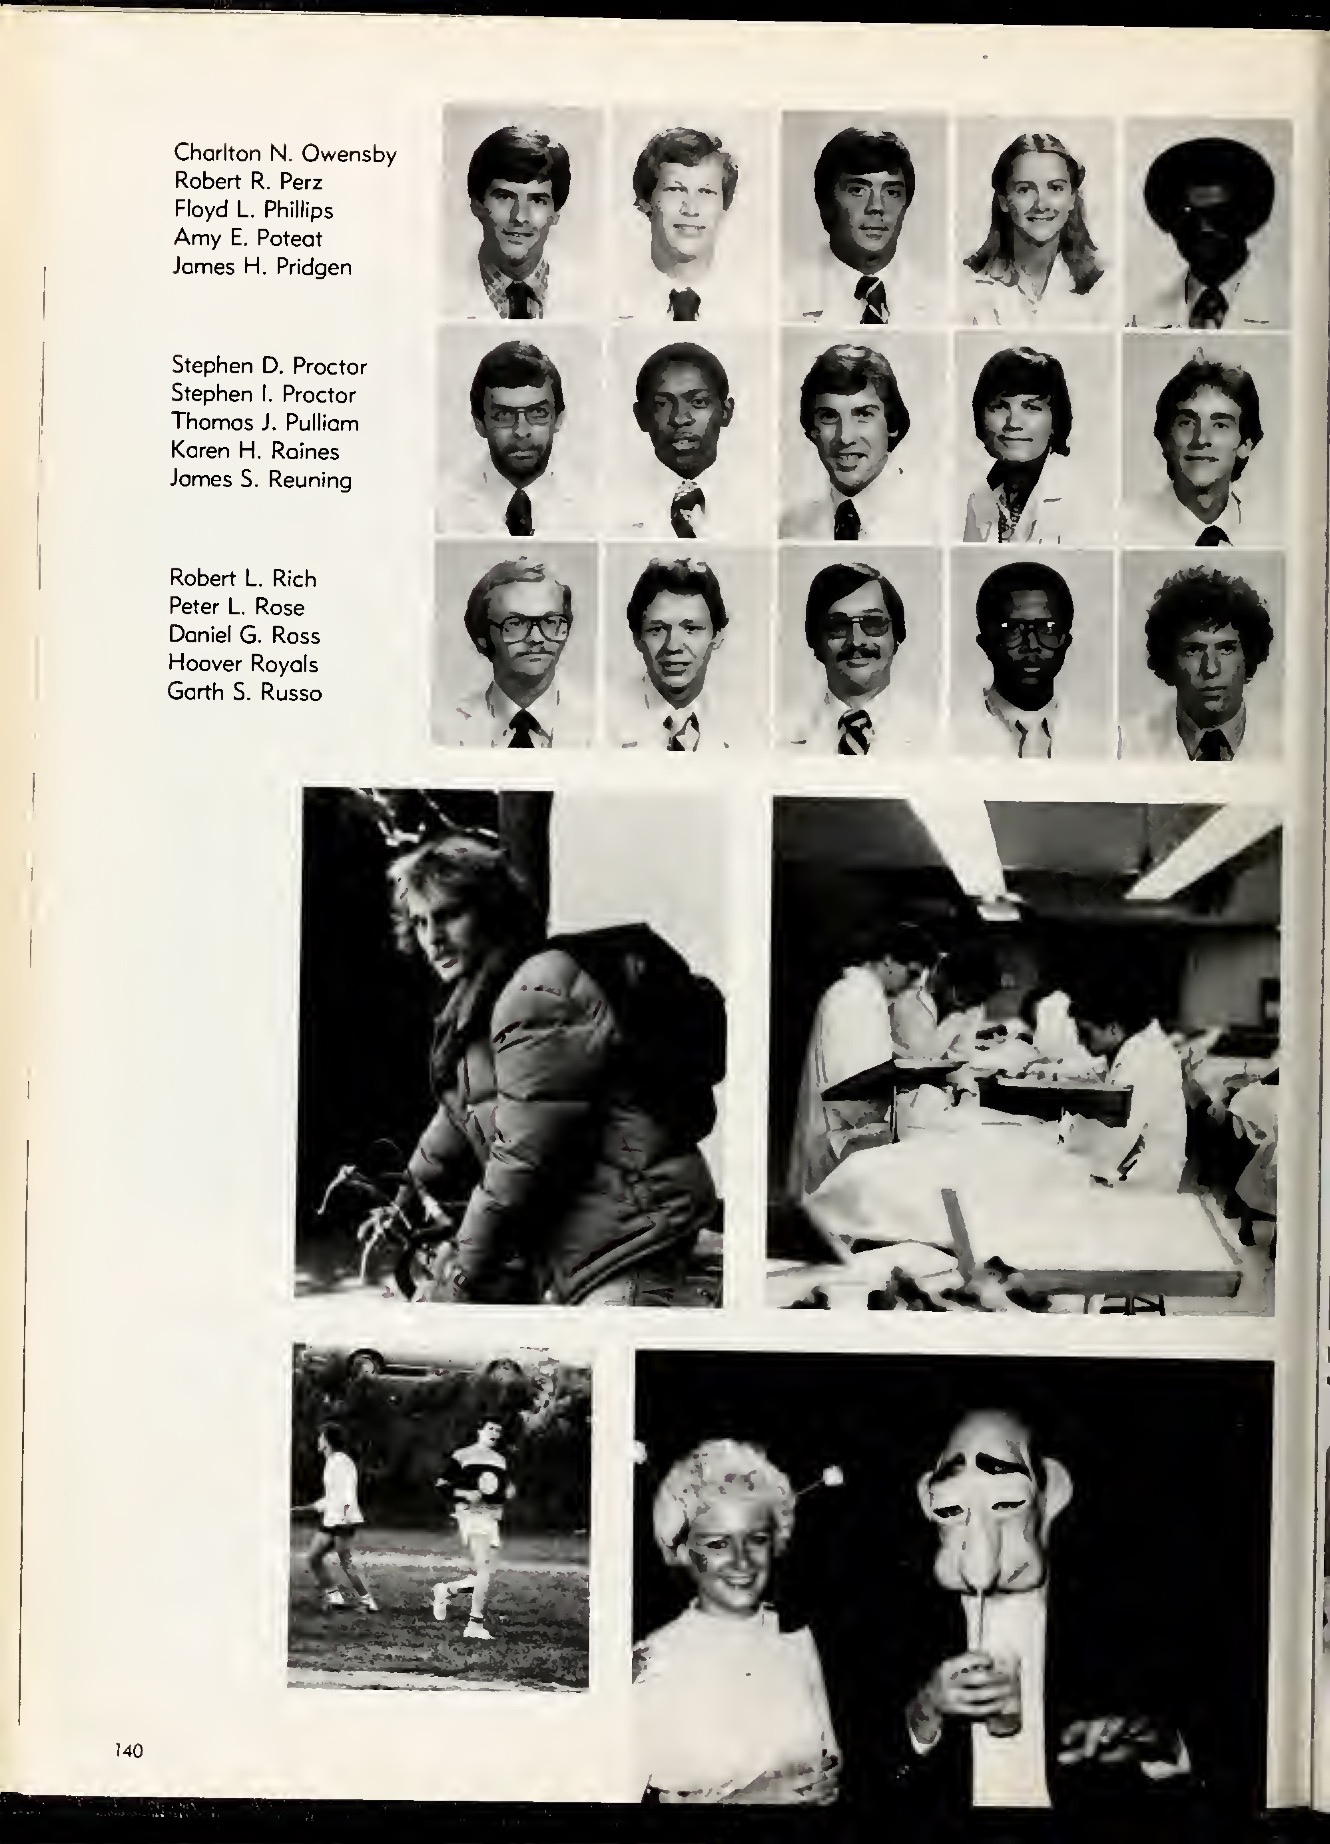 Charlton N. Owensby
Robert R. Perz
Floyd L. Phillips
Amy E. Poteat
James H. Pridgen
Stephen D. Proctor
Stephen I. Proctor
Thomas J. Pulliam
Karen H. Raines
James S. Reuning
Robert L. Rich
Peter L. Rose
Daniel G. Ross
Hoover Royals
Garth S. Russo
140